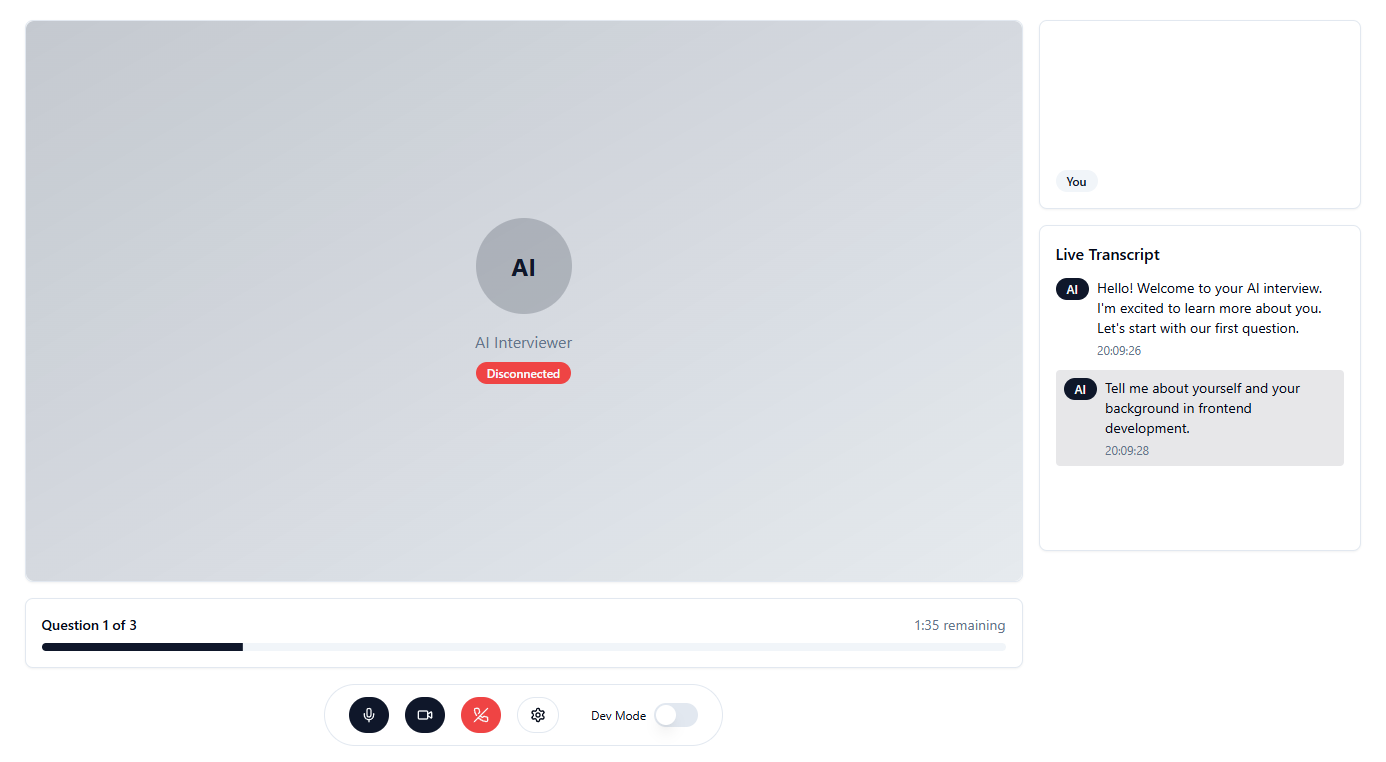 AI
AI Interviewer
Disconnected
You
Live Transcript
AI
Hello! Welcome to your AI interview.
I'm excited to learn more about you.
Let's start with our first question.
20:09:26
AI
Tell me about yourself and your
background in frontend
development.
20:09:28
Question 1 of 3
1:35 remaining
Dev Mode